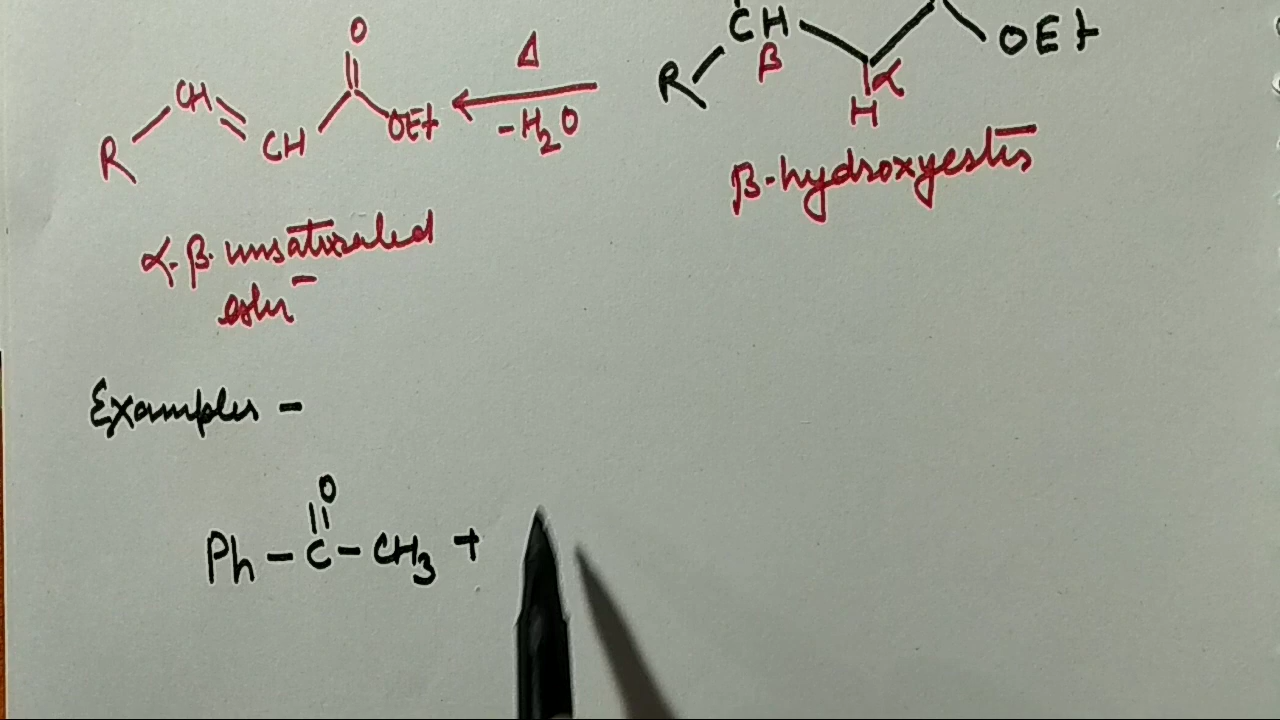 O
CH CH OEt
R
Δ
-H2O
CH OEt
R β α
H
β-hydroxyester
α-β-unsaturated
ester
Examples -
O
Ph-C-CH3 +